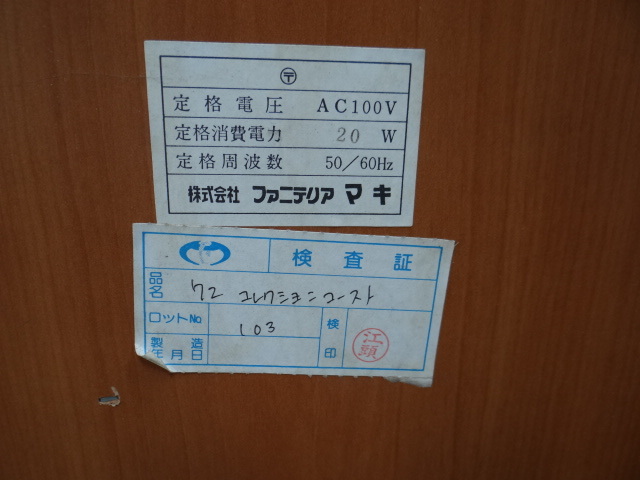 〶
定格電圧 AC100V
定格消費電力 20 W
定格周波数 50/60Hz
株式会社 ファニテリア マキ
検査証
品名 72 コレクションコースト
ロットNo 103
検印 江頭
製造年月日